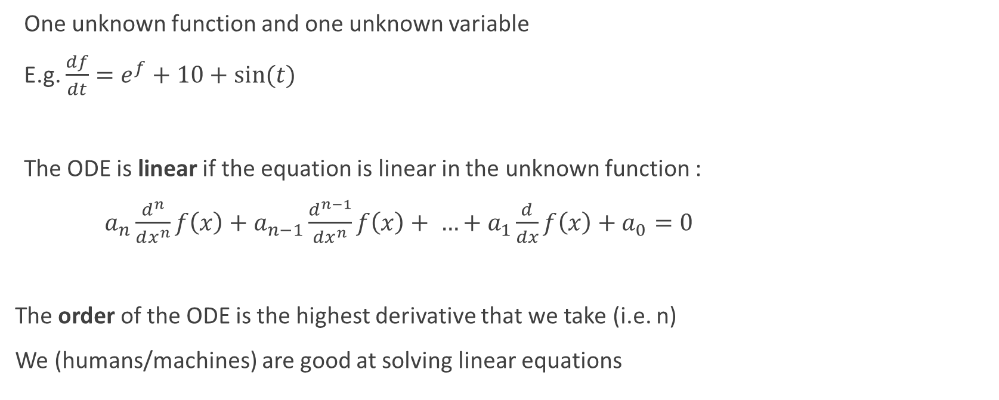 One unknown function and one unknown variable
E.g. \frac{df}{dt} = e^f + 10 + sin(t)
The ODE is linear if the equation is linear in the unknown function :
a_n \frac{d^n}{dx^n} f(x) + a_{n-1} \frac{d^{n-1}}{dx^n} f(x) + … + a_1 \frac{d}{dx} f(x) + a_0 = 0
The order of the ODE is the highest derivative that we take (i.e. n)
We (humans/machines) are good at solving linear equations